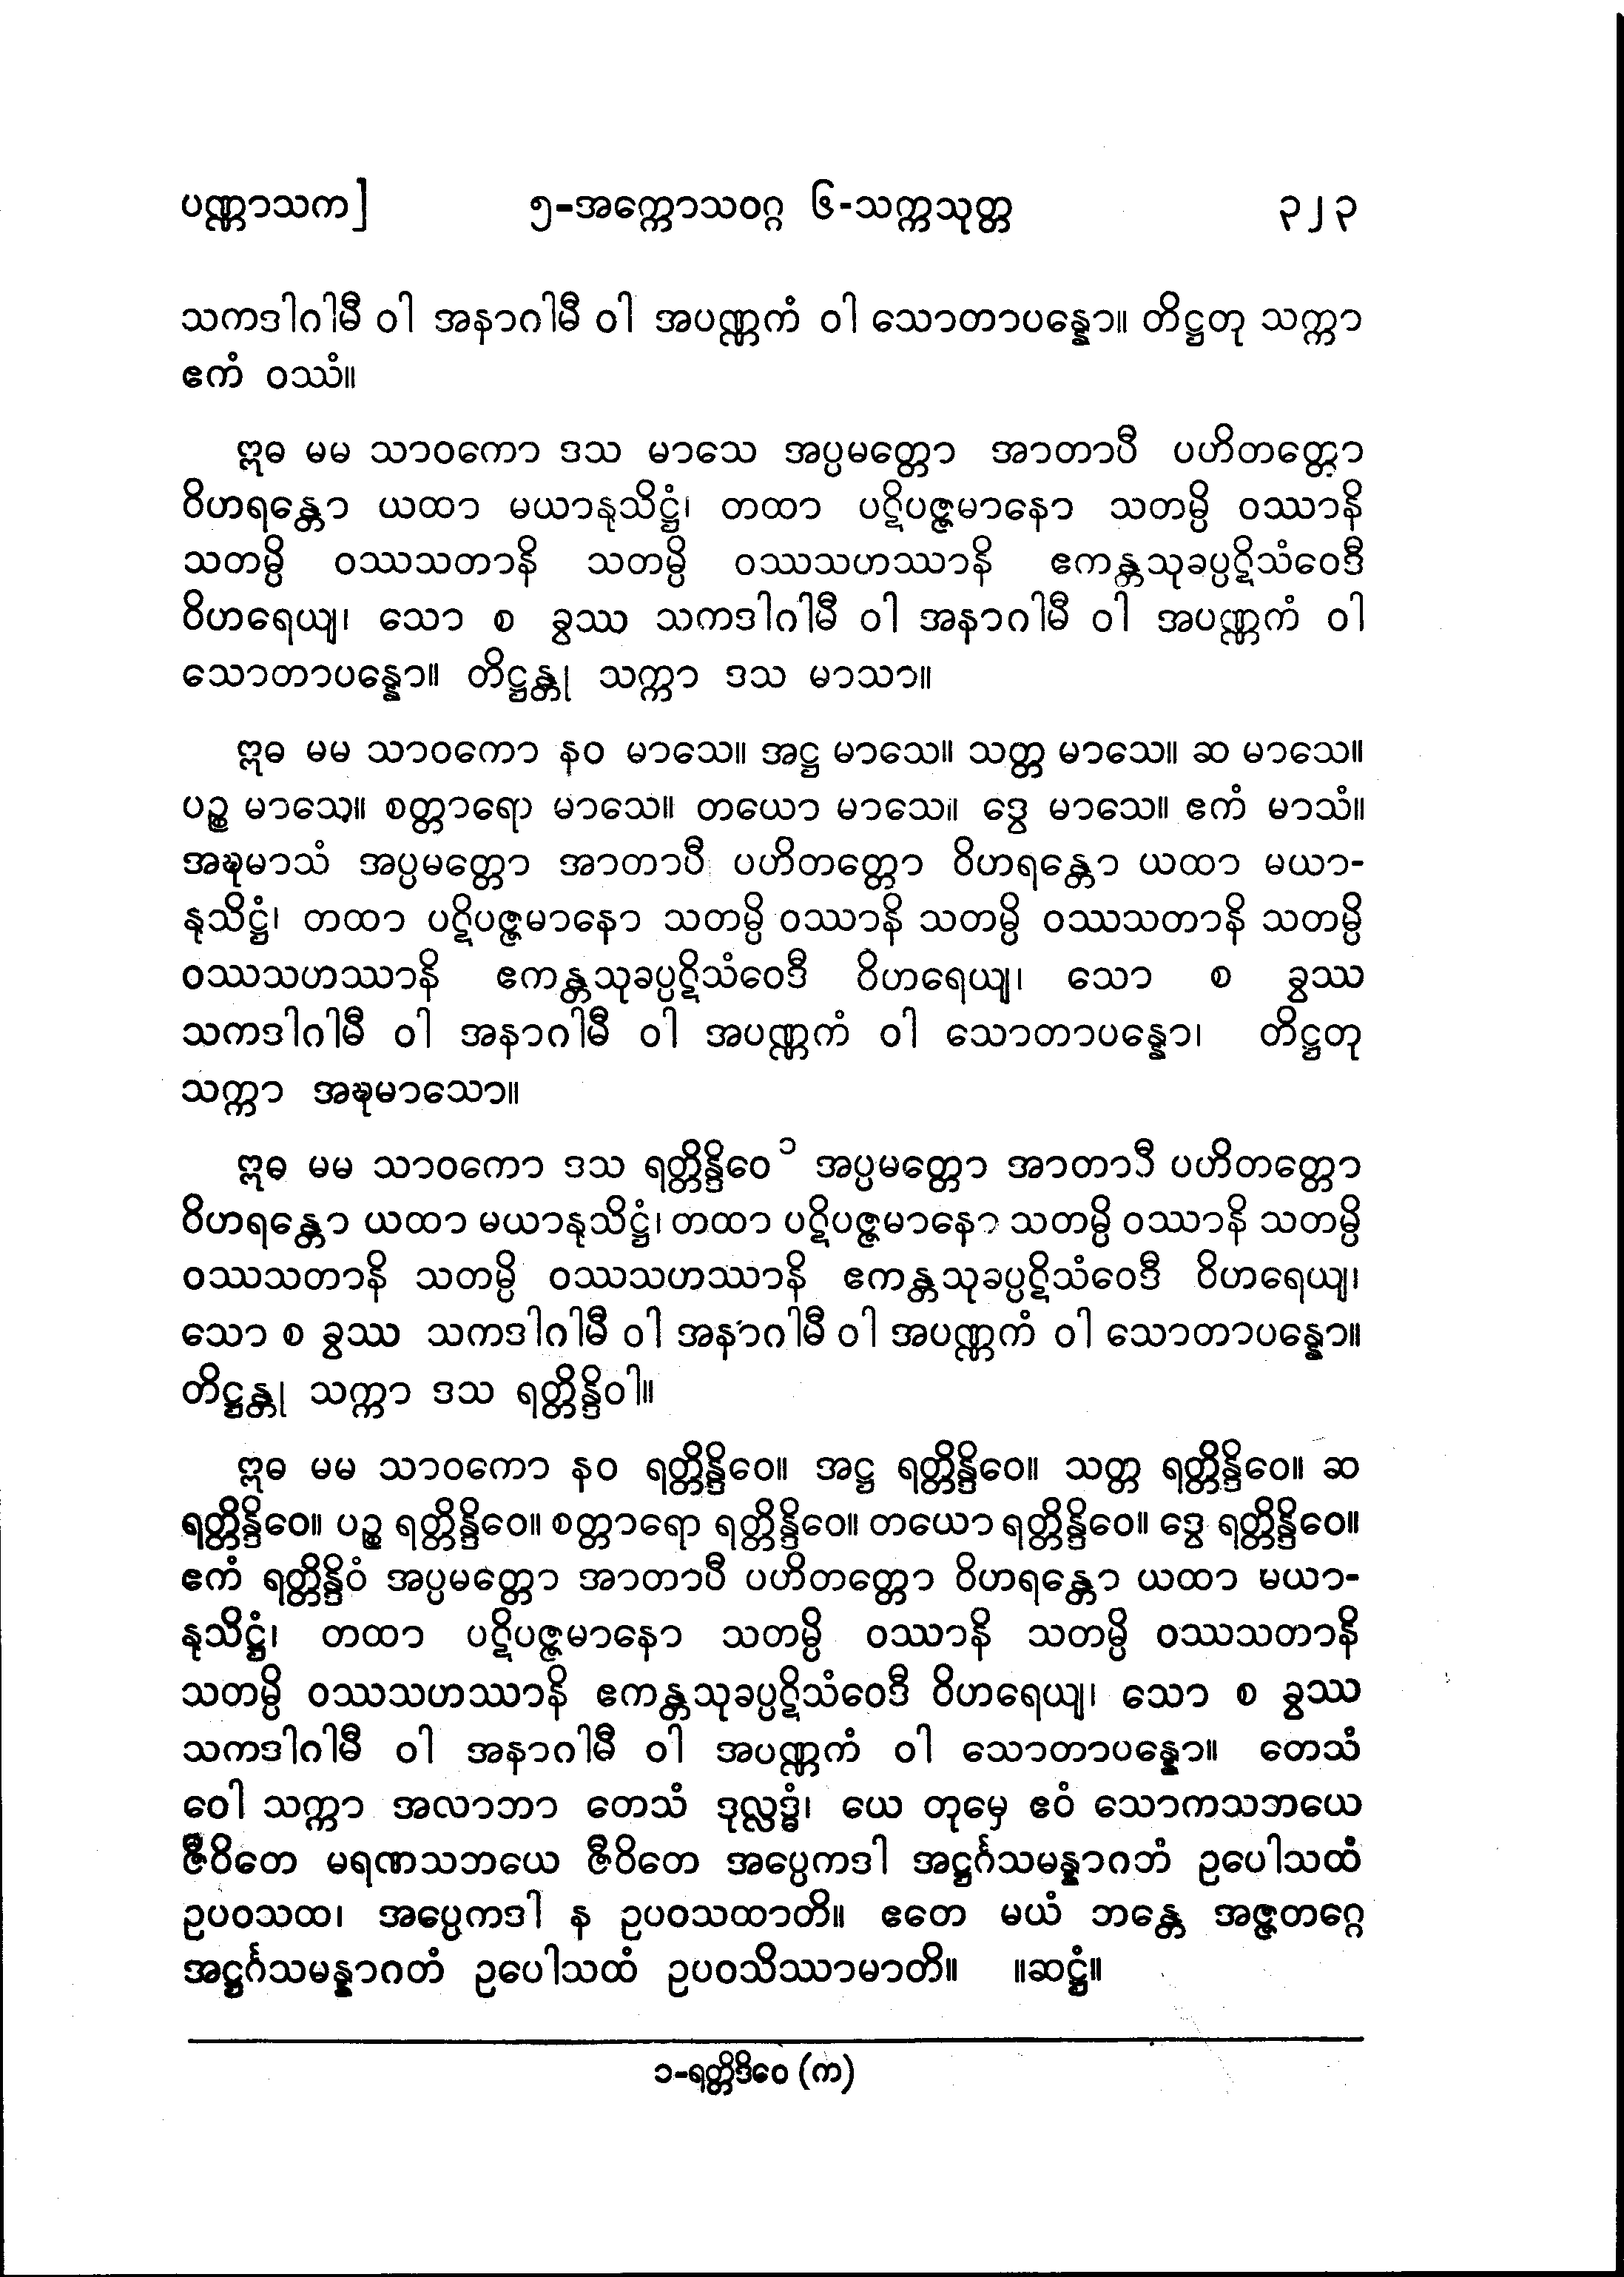 ပဏ္ဏာသက] ၅-အက္ကောသဝဂ္ဂ ၆-သက္ကသုတ္တ ၃၂၃
သကဒါဂါမီ ဝါ အနာဂါမီ ဝါ အပဏ္ဏကံ ဝါ သောတာပန္နော။ တိဋ္ဌတု သက္ကာ
ဧကံ ဝဿံ။
ဣဓ မမ သာဝကော ဒသ မာသေ အပ္ပမတ္တော အာတာပီ ပဟိတတ္တော
ဝိဟရန္တော ယထာ မယာနုသိဋ္ဌံ၊ တထာ ပဋိပဇ္ဇမာနော သတမ္ပိ ဝဿာနိ
သတမ္ပိ ဝဿသတာနိ သတမ္ပိ ဝဿသဟဿာနိ ဧကန္တသုခပ္ပဋိသံဝေဒီ
ဝိဟရေယျ၊ သော စ ခွဿ သကဒါဂါမီ ဝါ အနာဂါမီ ဝါ အပဏ္ဏကံ ဝါ
သောတာပန္နော။ တိဋ္ဌန္တု သက္ကာ ဒသ မာသာ။
ဣဓ မမ သာဝကော နဝ မာသေ။ အဋ္ဌ မာသေ။ သတ္တ မာသေ။ ဆ မာသေ။
ပဉ္စ မာသေ။ စတ္တာရော မာသေ။ တယော မာသေ။ ဒွေ မာသေ။ ဧကံ မာသံ။
အဍ္ဎမာသံ အပ္ပမတ္တော အာတာပီ ပဟိတတ္တော ဝိဟရန္တော ယထာ မယာ-
နုသိဋ္ဌံ၊ တထာ ပဋိပဇ္ဇမာနော သတမ္ပိ ဝဿာနိ သတမ္ပိ ဝဿသတာနိ သတမ္ပိ
ဝဿသဟဿာနိ ဧကန္တသုခပ္ပဋိသံဝေဒီ ဝိဟရေယျ၊ သော စ ခွဿ
သကဒါဂါမီ ဝါ အနာဂါမီ ဝါ အပဏ္ဏကံ ဝါ သောတာပန္နော၊ တိဋ္ဌတု
သက္ကာ အဍ္ဎမာသော။
ဣဓ မမ သာဝကော ဒသ ရတ္တိန္ဒိဝေ ၁ အပ္ပမတ္တော အာတာပီ ပဟိတတ္တော
ဝိဟရန္တော ယထာ မယာနုသိဋ္ဌံ၊ တထာ ပဋိပဇ္ဇမာနော သတမ္ပိ ဝဿာနိ သတမ္ပိ
ဝဿသတာနိ သတမ္ပိ ဝဿသဟဿာနိ ဧကန္တသုခပ္ပဋိသံဝေဒီ ဝိဟရေယျ၊
သော စ ခွဿ သကဒါဂါမီ ဝါ အနာဂါမီ ဝါ အပဏ္ဏကံ ဝါ သောတာပန္နော။
တိဋ္ဌန္တု သက္ကာ ဒသ ရတ္တိန္ဒိဝါ။
ဣဓ မမ သာဝကော နဝ ရတ္တိန္ဒိဝေ။ အဋ္ဌ ရတ္တိန္ဒိဝေ။ သတ္တ ရတ္တိန္ဒိဝေ။ ဆ
ရတ္တိန္ဒိဝေ။ ပဉ္စ ရတ္တိန္ဒိဝေ။ စတ္တာရော ရတ္တိန္ဒိဝေ။ တယော ရတ္တိန္ဒိဝေ။ ဒွေ ရတ္တိန္ဒိဝေ။
ဧကံ ရတ္တိန္ဒိဝံ အပ္ပမတ္တော အာတာပီ ပဟိတတ္တော ဝိဟရန္တော ယထာ မယာ-
နုသိဋ္ဌံ၊ တထာ ပဋိပဇ္ဇမာနော သတမ္ပိ ဝဿာနိ သတမ္ပိ ဝဿသတာနိ
သတမ္ပိ ဝဿသဟဿာနိ ဧကန္တသုခပ္ပဋိသံဝေဒီ ဝိဟရေယျ၊ သော စ ခွဿ
သကဒါဂါမီ ဝါ အနာဂါမီ ဝါ အပဏ္ဏကံ ဝါ သောတာပန္နော။ တေသံ
ဝေါ သက္ကာ အလာဘာ တေသံ ဒုလ္လဒ္ဓံ၊ ယေ တုမှေ ဧဝံ သောကသဘယေ
ဇီဝိတေ မရဏသဘယေ ဇီဝိတေ အပ္ပေကဒါ အဋ္ဌင်္ဂသမန္နာဂဘံ ဥပေါသထံ
ဥပဝသထ၊ အပ္ပေကဒါ န ဥပဝသထာတိ။ ဧတေ မယံ ဘန္တေ အဇ္ဇတဂ္ဂေ
အဋ္ဌင်္ဂသမန္နာဂတံ ဥပေါသထံ ဥပဝသိဿာမာတိ။ ။ဆဋ္ဌံ။
၁-ရတ္တိဒိဝေ (က)